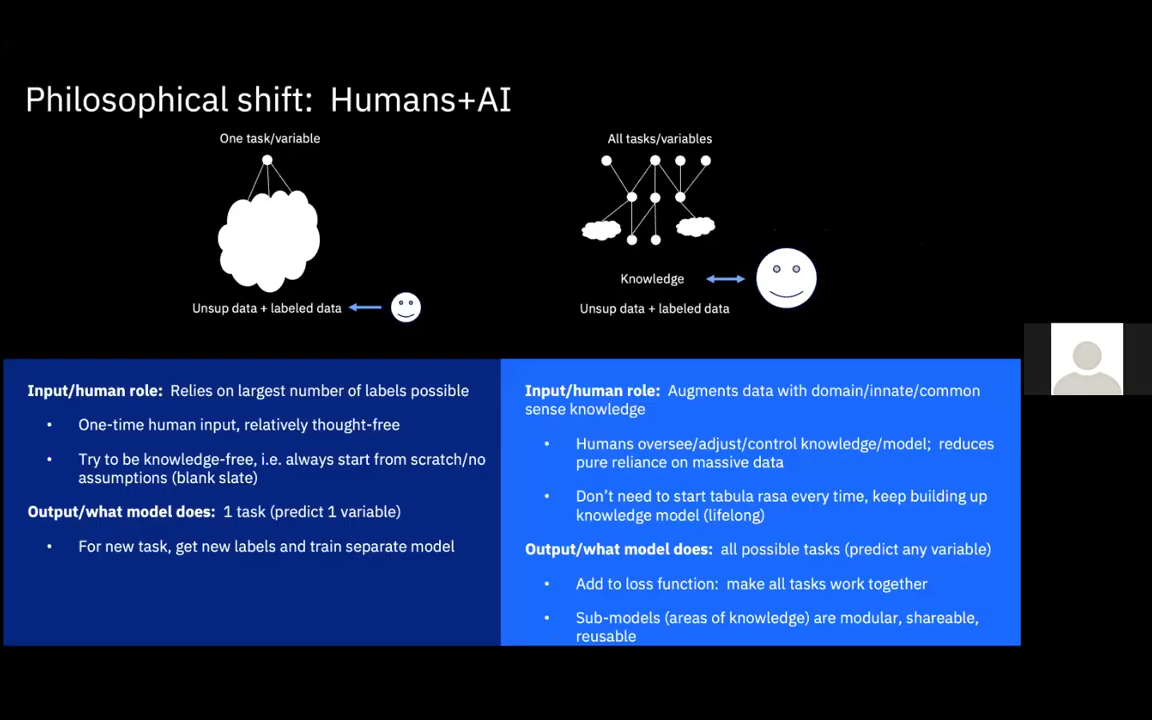 Philosophical shift: Humans+AI
One task/variable
Unsup data + labeled data
All tasks/variables
Knowledge
Unsup data + labeled data
Input/human role: Relies on largest number of labels possible
• One-time human input, relatively thought-free
• Try to be knowledge-free, i.e. always start from scratch/no
assumptions (blank slate)
Output/what model does: 1 task (predict 1 variable)
• For new task, get new labels and train separate model
Input/human role: Augments data with domain/innate/common
sense knowledge
• Humans oversee/adjust/control knowledge/model; reduces
pure reliance on massive data
• Don't need to start tabula rasa every time, keep building up
knowledge model (lifelong)
Output/what model does: all possible tasks (predict any variable)
• Add to loss function: make all tasks work together
• Sub-models (areas of knowledge) are modular, shareable,
reusable